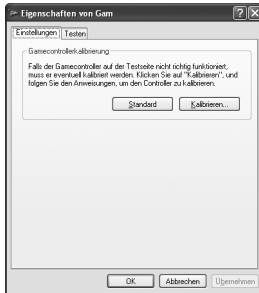 Eigenschaften von Gam
Einstellungen Testen
Gamecontrollerkalibrierung
Falls der Gamecontroller auf der Testseite nicht richtig funktioniert,
muss er eventuell kalibriert werden. Klicken Sie auf "Kalibrieren", und
folgen Sie den Anweisungen, um den Controller zu kalibrieren.
Standard Kalibrieren...
OK Abbrechen Übernehmen